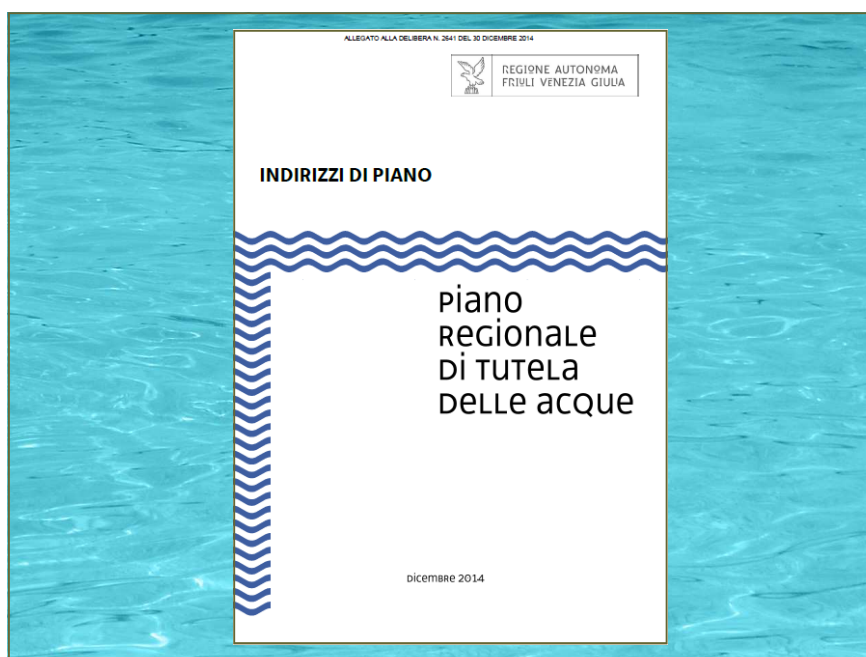 ALLEGATO ALLA DELIBERA N. 2641 DEL 30 DICEMBRE 2014
REGIONE AUTONOMA
FRIULI VENEZIA GIULIA
INDIRIZZI DI PIANO
Piano
Regionale
di tutela
delle acque
dicembre 2014